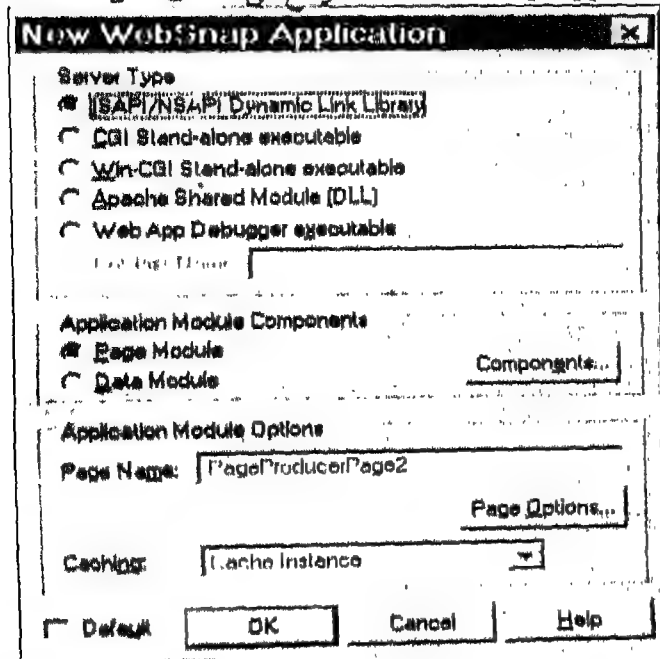 New WebSnap Application
Server Type
ISAPI/NSAPI Dynamic Link Library
CGI Stand-alone executable
Win-CGI Stand-alone executable
Apache Shared Module (DLL)
Web App Debugger executable
Application Module Components
Page Module
Components...
Data Module
Application Module Options
Page Name: PageProducerPage2
Page Options...
Caching: Cache Instance
Default OK Cancel Help